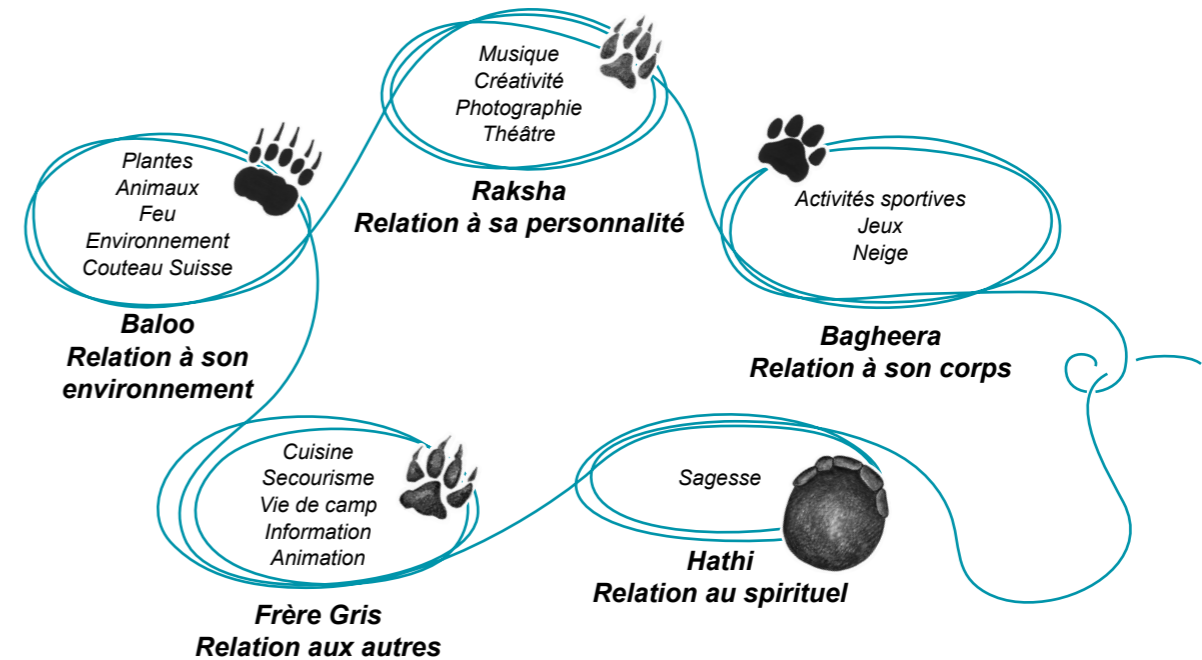 Musique
Créativité
Photographie
Théâtre
Raksha
Relation à sa personnalité
Plantes
Animaux
Feu
Environnement
Couteau Suisse
Baloo
Relation à son
environnement
Activités sportives
Jeux
Neige
Bagheera
Relation à son corps
Cuisine
Secourisme
Vie de camp
Information
Animation
Frère Gris
Relation aux autres
Sagesse
Hathi
Relation au spirituel